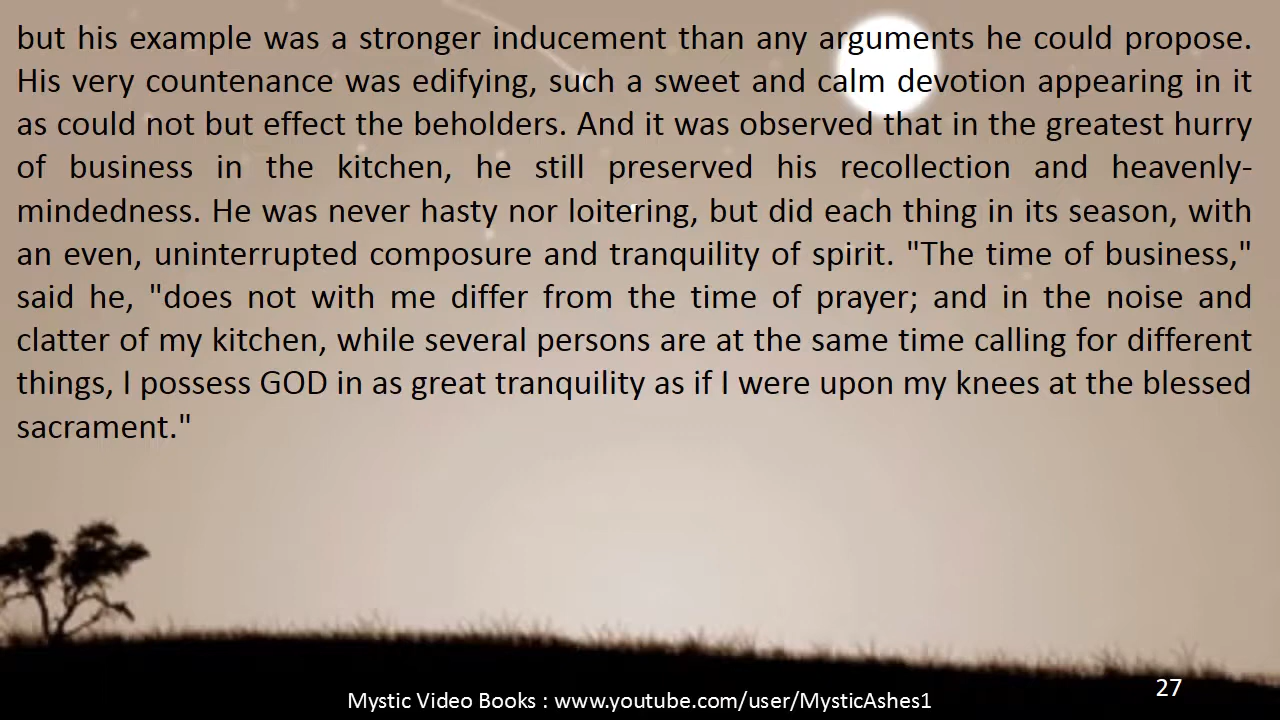 but his example was a stronger inducement than any arguments he could propose.
His very countenance was edifying, such a sweet and calm devotion appearing in it
as could not but effect the beholders. And it was observed that in the greatest hurry
of business in the kitchen, he still preserved his recollection and heavenly-
mindedness. He was never hasty nor loitering, but did each thing in its season, with
an even, uninterrupted composure and tranquility of spirit. "The time of business,"
said he, "does not with me differ from the time of prayer; and in the noise and
clatter of my kitchen, while several persons are at the same time calling for different
things, I possess GOD in as great tranquility as if I were upon my knees at the blessed
sacrament."
27
Mystic Video Books : www.youtube.com/user/MysticAshes1